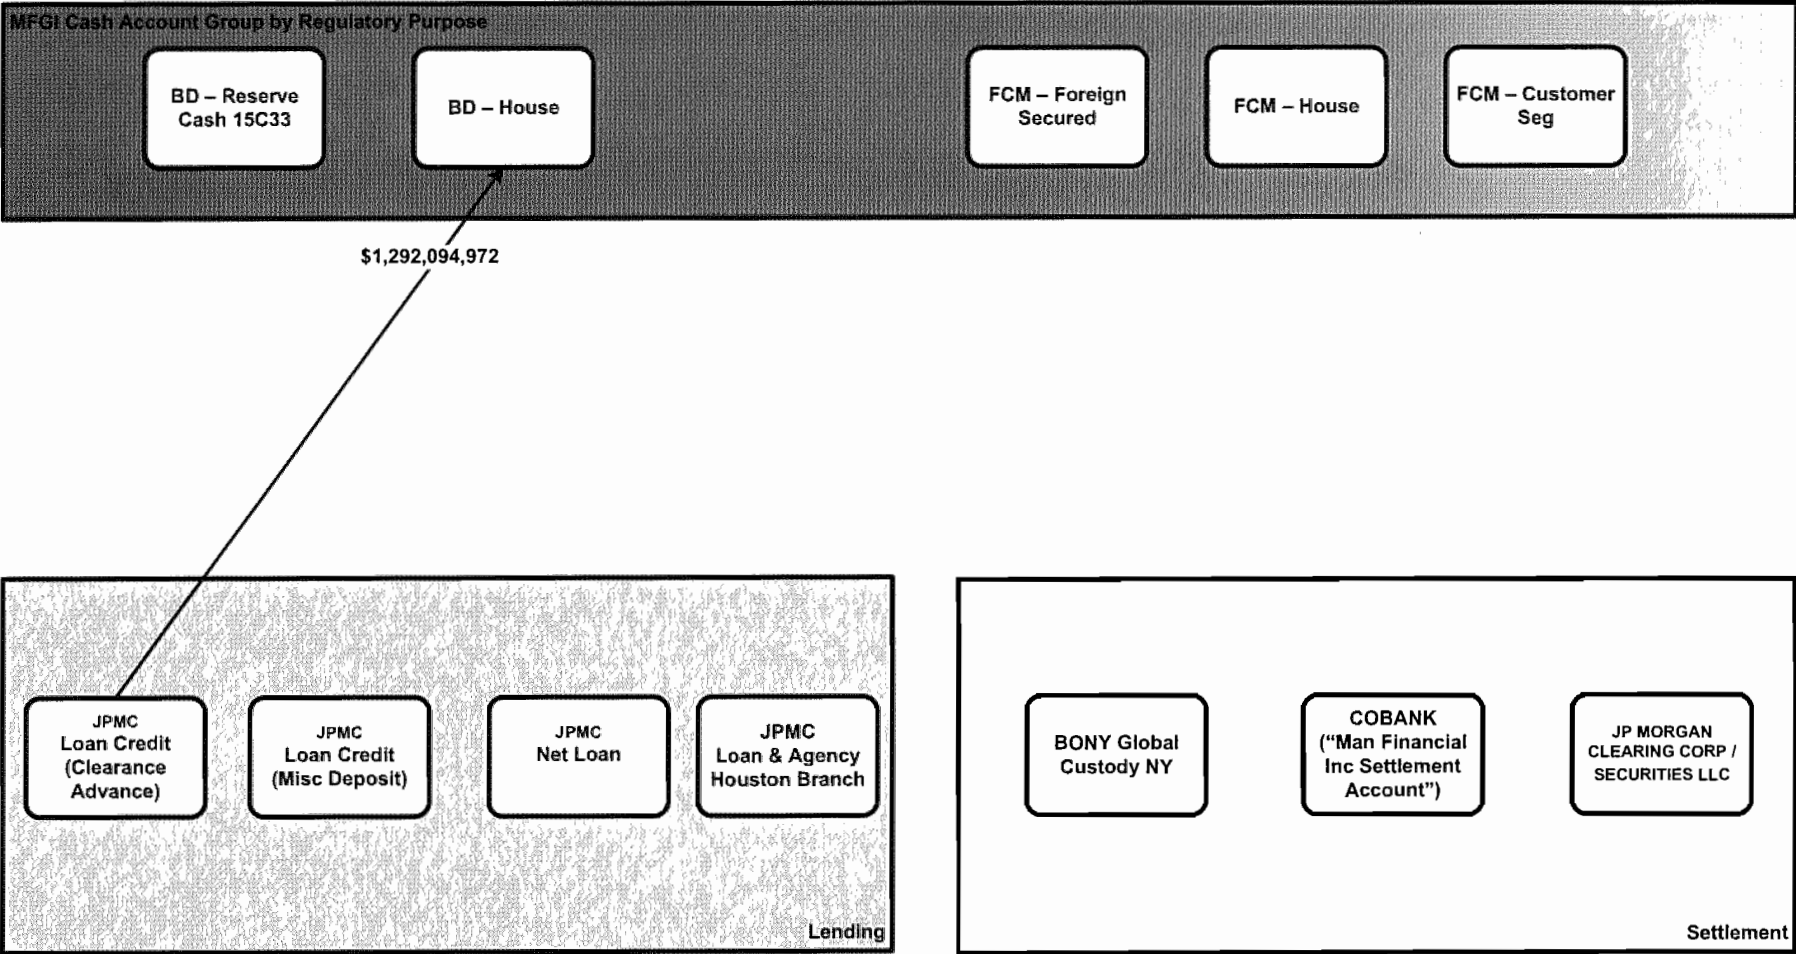 MFGI Cash Account Group by Regulatory Purpose
BD – Reserve
Cash 15C33
BD – House
FCM – Foreign
Secured
FCM – House
FCM – Customer
Seg
$1,292,094,972
JPMC
Loan Credit
(Clearance
Advance)
JPMC
Loan Credit
(Misc Deposit)
JPMC
Net Loan
JPMC
Loan & Agency
Houston Branch
Lending
BONY Global
Custody NY
COBANK
(“Man Financial
Inc Settlement
Account”)
JP MORGAN
CLEARING CORP /
SECURITIES LLC
Settlement